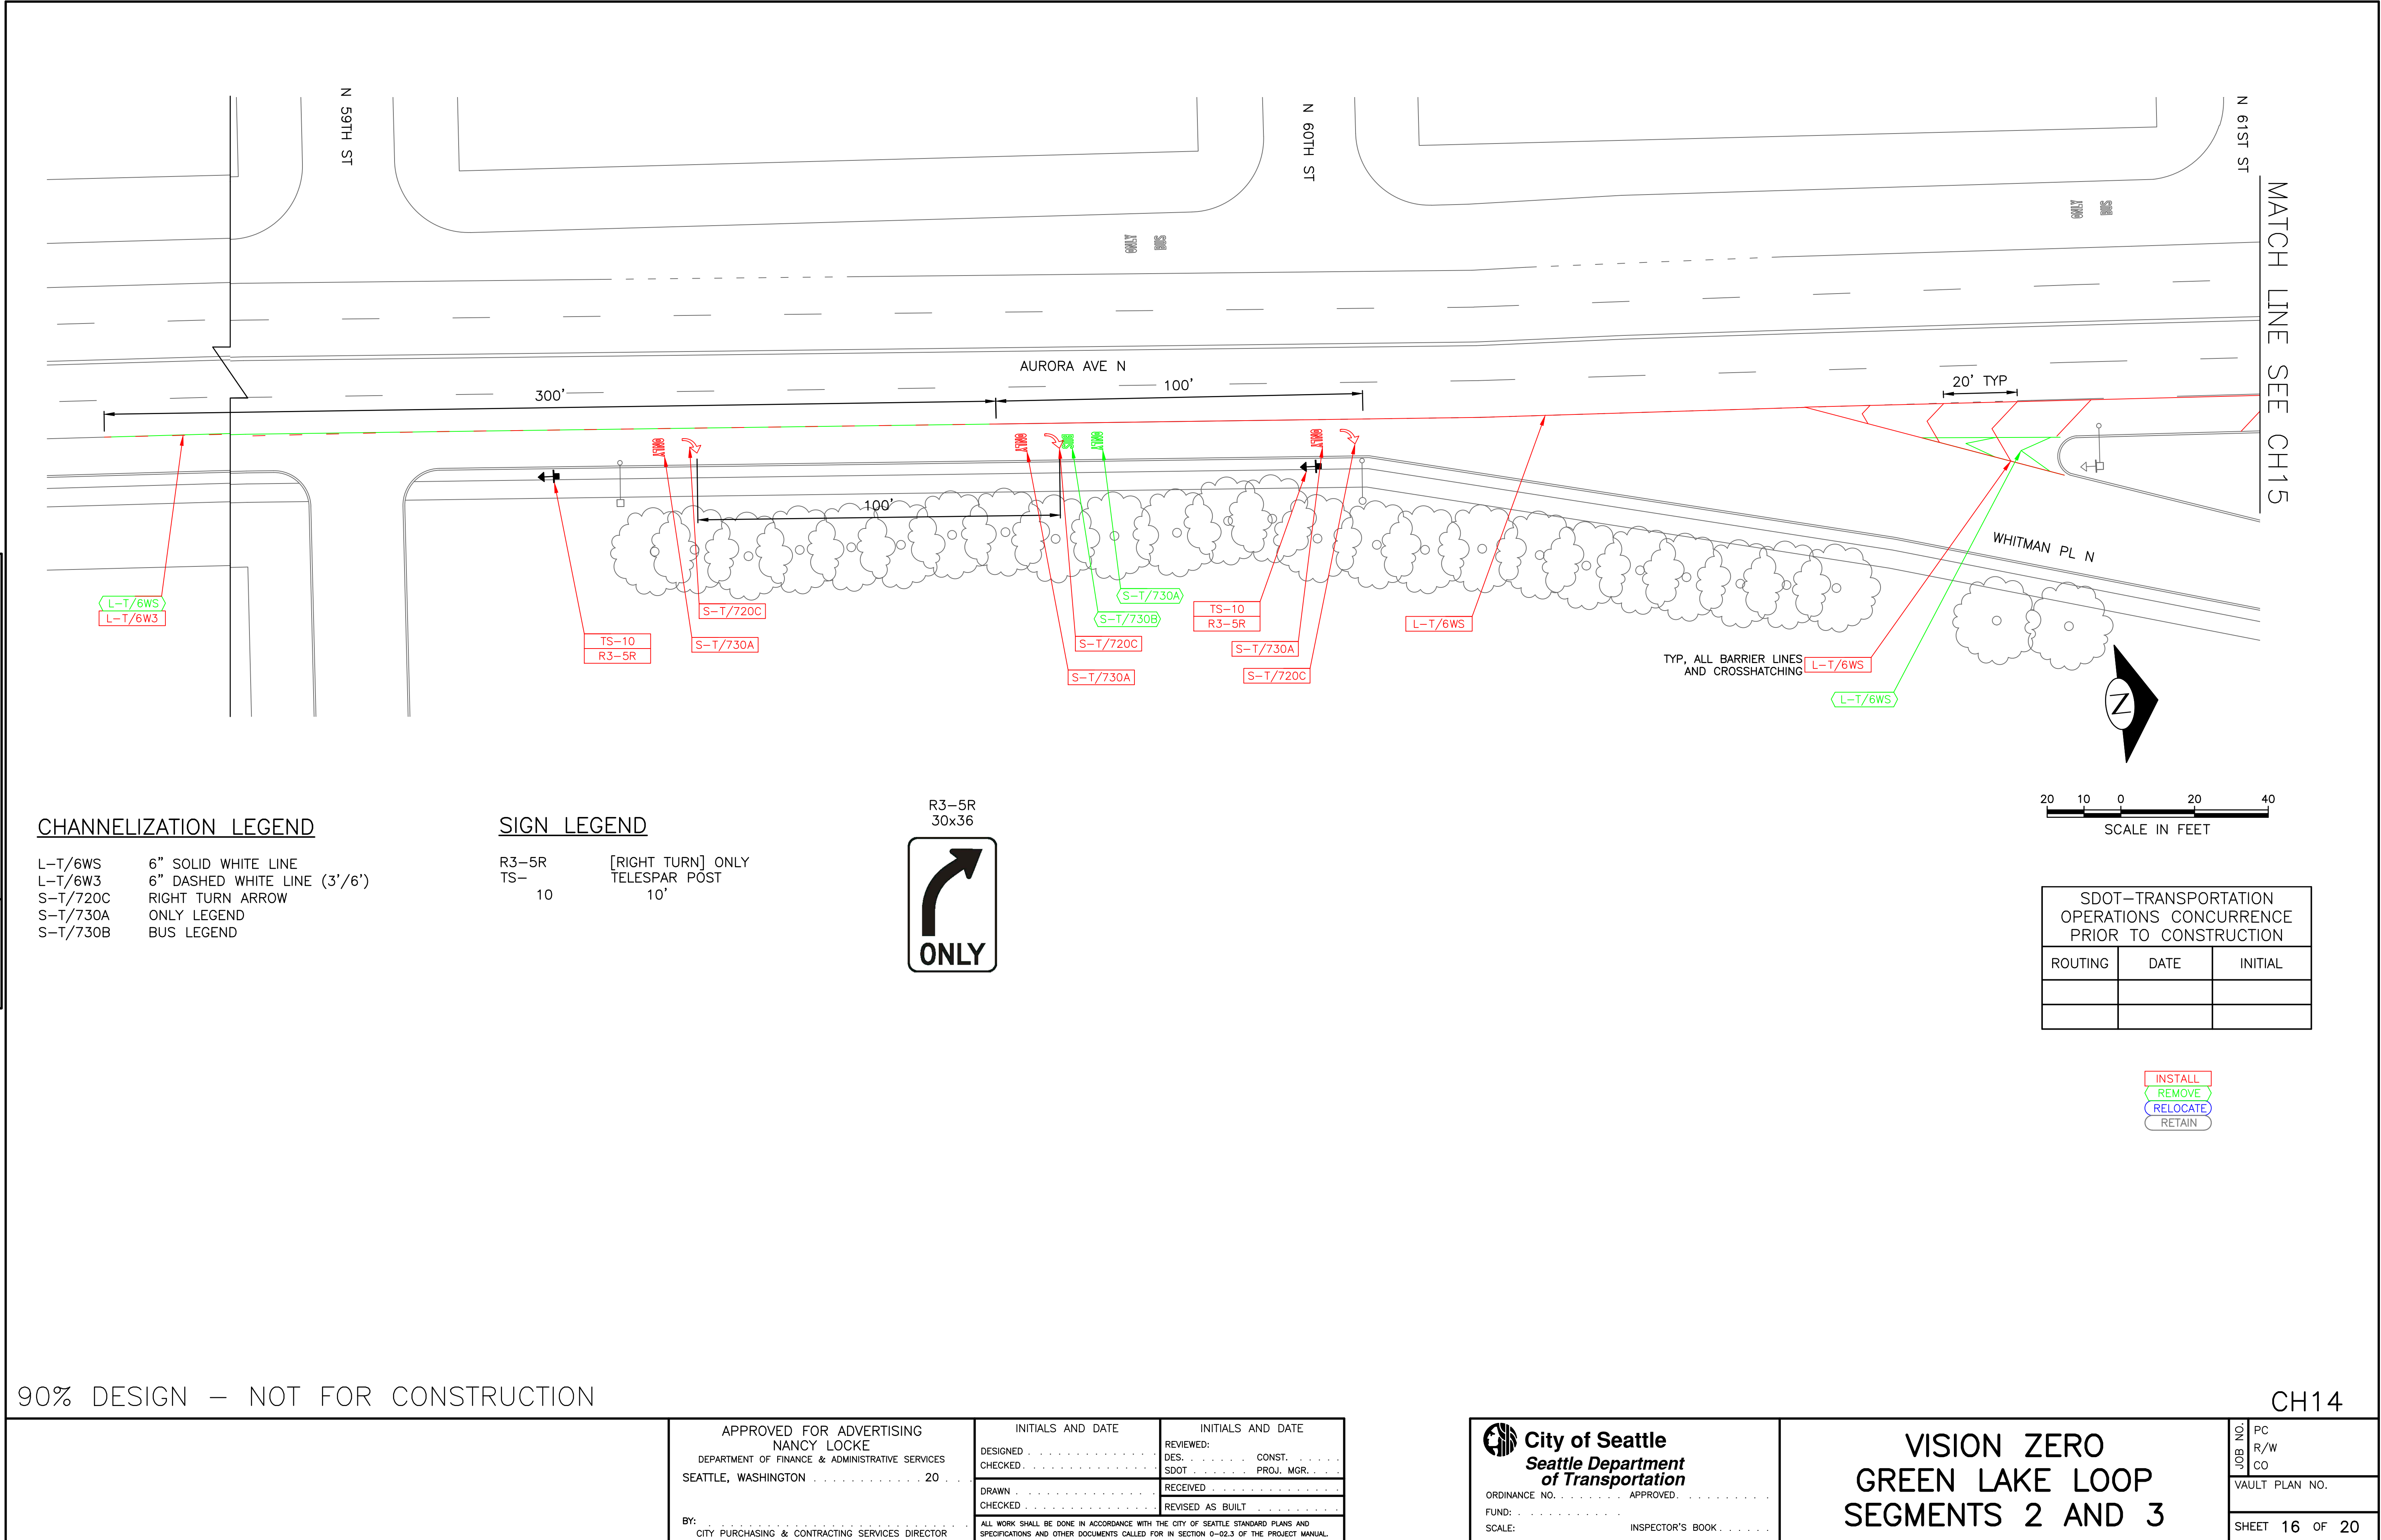 N 59TH ST
N 60TH ST
N 61ST ST
MATCH LINE SEE CH15
ONLY BUS
ONLY BUS
AURORA AVE N
300'
100'
20' TYP
ONLY
ONLY
BUS
ONLY
ONLY
100'
WHITMAN PL N
L-T/6WS
L-T/6W3
TS-10
R3-5R
S-T/720C
S-T/730A
S-T/730A
S-T/730B
S-T/720C
S-T/730A
TS-10
R3-5R
S-T/730A
S-T/720C
L-T/6WS
TYP, ALL BARRIER LINES
AND CROSSHATCHING
L-T/6WS
L-T/6WS
N
CHANNELIZATION LEGEND
L-T/6WS 6" SOLID WHITE LINE
L-T/6W3 6" DASHED WHITE LINE (3'/6')
S-T/720C RIGHT TURN ARROW
S-T/730A ONLY LEGEND
S-T/730B BUS LEGEND
SIGN LEGEND
R3-5R [RIGHT TURN] ONLY
TS- TELESPAR POST
10 10'
R3-5R
30x36
ONLY
20 10 0 20 40
SCALE IN FEET
SDOT-TRANSPORTATION
OPERATIONS CONCURRENCE
PRIOR TO CONSTRUCTION
ROUTING DATE INITIAL
INSTALL
REMOVE
RELOCATE
RETAIN
90% DESIGN - NOT FOR CONSTRUCTION
CH14
APPROVED FOR ADVERTISING
NANCY LOCKE
DEPARTMENT OF FINANCE & ADMINISTRATIVE SERVICES
SEATTLE, WASHINGTON . . . . . . . . . . . . 20 . . .
BY: . . . . . . . . . . . . . . . . . . . . . . . . . . .
CITY PURCHASING & CONTRACTING SERVICES DIRECTOR
INITIALS AND DATE
DESIGNED . . . . . . . . . . . . . .
CHECKED . . . . . . . . . . . . . .
DRAWN . . . . . . . . . . . . . .
CHECKED . . . . . . . . . . . . . .
INITIALS AND DATE
REVIEWED:
DES. . . . . . . CONST. . . . . .
SDOT . . . . . . PROJ. MGR. . . .
RECEIVED . . . . . . . . . . . . .
REVISED AS BUILT . . . . . . . . .
ALL WORK SHALL BE DONE IN ACCORDANCE WITH THE CITY OF SEATTLE STANDARD PLANS AND
SPECIFICATIONS AND OTHER DOCUMENTS CALLED FOR IN SECTION 0-02.3 OF THE PROJECT MANUAL.
City of Seattle
Seattle Department
of Transportation
ORDINANCE NO. . . . . . . . APPROVED. . . . . . . . . .
FUND: . . . . . . . . . . .
SCALE: INSPECTOR'S BOOK . . . . . .
VISION ZERO
GREEN LAKE LOOP
SEGMENTS 2 AND 3
JOB NO.
PC
R/W
CO
VAULT PLAN NO.
SHEET 16 OF 20